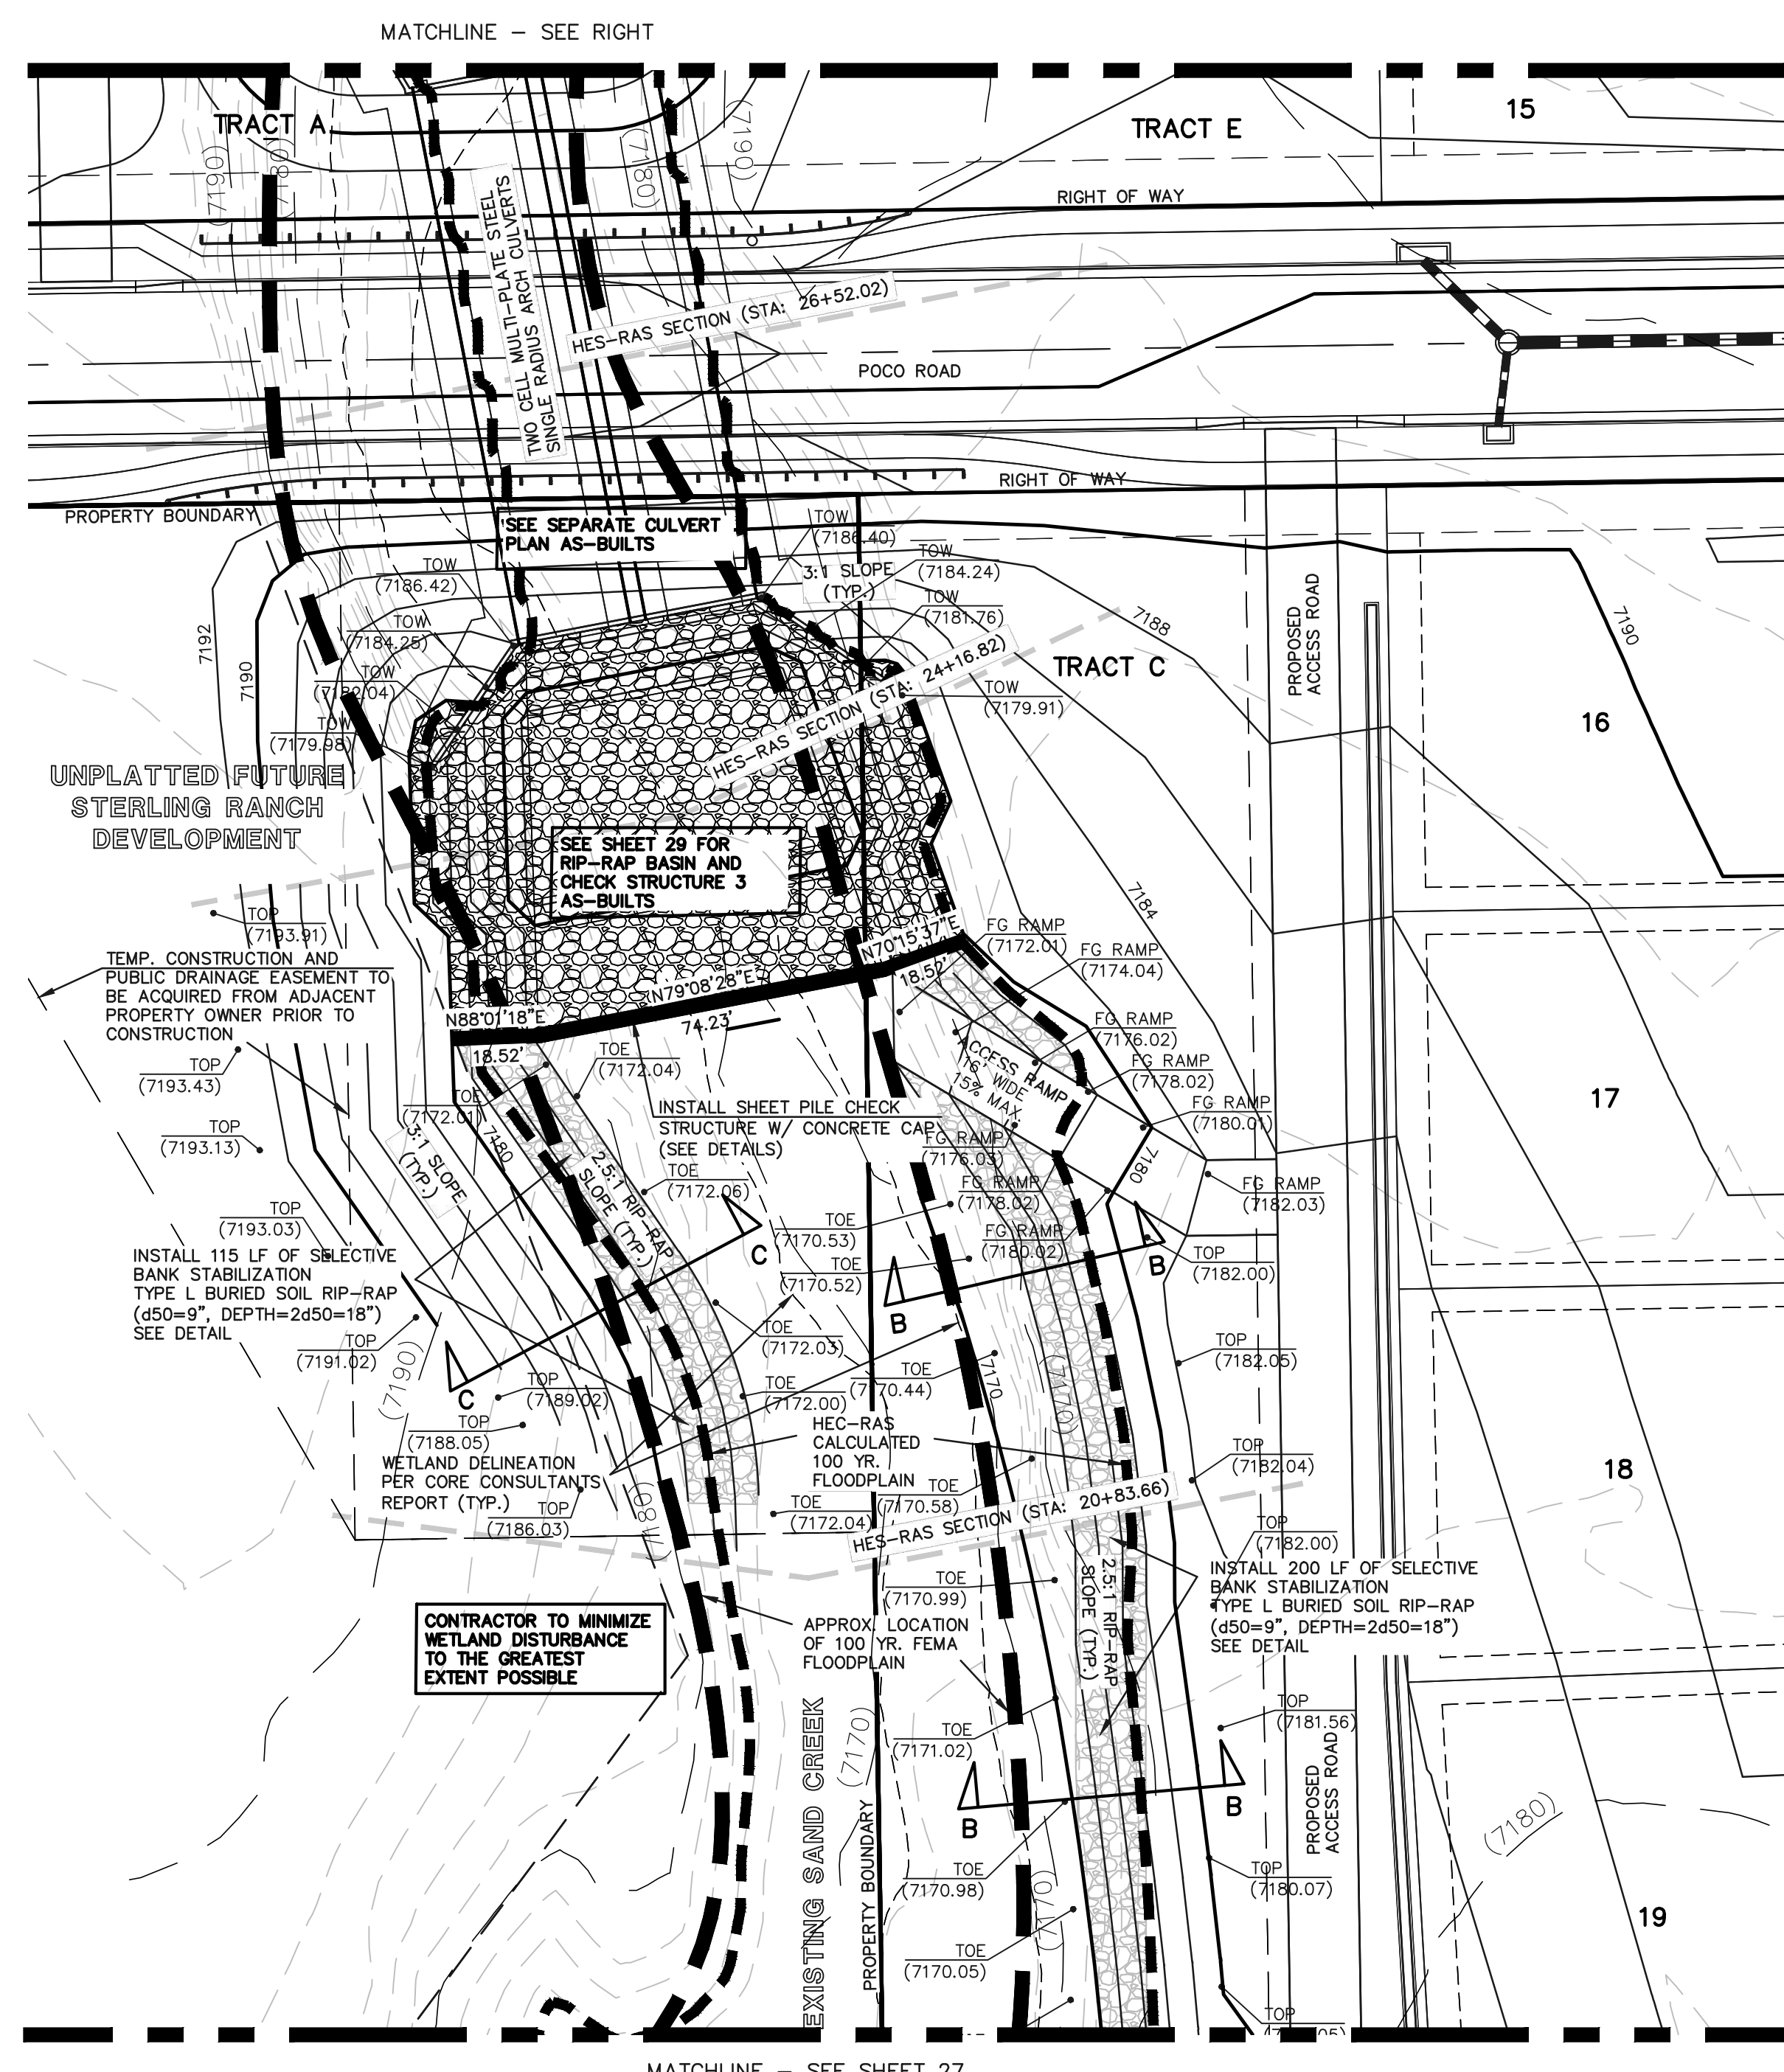 MATCHLINE – SEE RIGHT
TRACT A
TRACT E
15
(7190)
(7180)
(7180)
(7190)
RIGHT OF WAY
TWO CELL MULTI-PLATE STEEL
SINGLE RADIUS ARCH CULVERTS
HES-RAS SECTION (STA: 26+52.02)
POCO ROAD
RIGHT OF WAY
PROPERTY BOUNDARY
SEE SEPARATE CULVERT
PLAN AS-BUILTS
TOW
(7186.40)
TOW
(7184.24)
TOW
(7186.42)
3:1 SLOPE
(TYP.)
TOW
(7181.76)
TOW
(7184.25)
TOW
(7182.04)
TOW
(7179.98)
7192
7190
7188
TRACT C
PROPOSED
ACCESS ROAD
7190
16
HES-RAS SECTION (STA: 24+16.82)
TOW
(7179.91)
UNPLATTED FUTURE
STERLING RANCH
DEVELOPMENT
SEE SHEET 29 FOR
RIP-RAP BASIN AND
CHECK STRUCTURE 3
AS-BUILTS
7184
TOP
(7193.91)
TEMP. CONSTRUCTION AND
PUBLIC DRAINAGE EASEMENT TO
BE ACQUIRED FROM ADJACENT
PROPERTY OWNER PRIOR TO
CONSTRUCTION
N70°15'37"E
18.52'
N79°08'28"E
74.23'
N88°01'18"E
18.52'
FG RAMP
(7172.01)
FG RAMP
(7174.04)
FG RAMP
(7176.02)
FG RAMP
(7178.02)
FG RAMP
(7180.01)
ACCESS RAMP
16' WIDE
15% MAX.
TOP
(7193.43)
TOE
(7172.04)
TOE
(7172.01)
INSTALL SHEET PILE CHECK
STRUCTURE W/ CONCRETE CAP
(SEE DETAILS)
17
TOP
(7193.13)
3:1 SLOPE
(TYP.)
7180
2.5:1 RIP-RAP
SLOPE (TYP.)
TOE
(7172.06)
FG RAMP
(7176.03)
FG RAMP
(7178.02)
7180
FG RAMP
(7182.03)
TOP
(7193.03)
TOE
(7170.53)
FG RAMP
(7180.02)
C
B
TOP
(7182.00)
INSTALL 115 LF OF SELECTIVE
BANK STABILIZATION
TYPE L BURIED SOIL RIP-RAP
(d50=9", DEPTH=2d50=18")
SEE DETAIL
TOE
(7170.52)
B
TOE
(7172.03)
TOP
(7191.02)
TOP
(7182.05)
(7190)
C
TOP
(7189.02)
TOE
(7172.00)
TOE
(7170.44)
7170
(7170)
TOP
(7188.05)
WETLAND DELINEATION
PER CORE CONSULTANTS
REPORT (TYP.)
HEC-RAS
CALCULATED
100 YR.
FLOODPLAIN
TOP
(7182.04)
18
TOP
(7186.03)
(7180)
TOE
(7172.04)
TOE
(7170.58)
HES-RAS SECTION (STA: 20+83.66)
TOP
(7182.00)
TOE
(7170.99)
2.5:1 RIP-RAP
SLOPE (TYP.)
INSTALL 200 LF OF SELECTIVE
BANK STABILIZATION
TYPE L BURIED SOIL RIP-RAP
(d50=9", DEPTH=2d50=18")
SEE DETAIL
CONTRACTOR TO MINIMIZE
WETLAND DISTURBANCE
TO THE GREATEST
EXTENT POSSIBLE
APPROX. LOCATION
OF 100 YR. FEMA
FLOODPLAIN
EXISTING SAND CREEK
(7170)
PROPERTY BOUNDARY
TOE
(7171.02)
TOP
(7181.56)
PROPOSED
ACCESS ROAD
B
B
(7180)
TOE
(7170.98)
TOP
(7180.07)
19
(7170)
TOE
(7170.05)
TOP
MATCHLINE – SEE SHEET 27